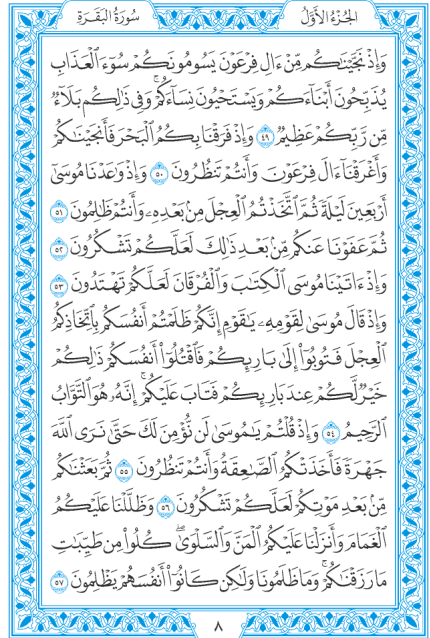 الجُزْءُ الأَوَّلُ سُورَةُ البَقَرَةِ
وَإِذْ نَجَّيْنَٰكُم مِّنْ ءَالِ فِرْعَوْنَ يَسُومُونَكُمْ سُوٓءَ ٱلْعَذَابِ
يُذَبِّحُونَ أَبْنَآءَكُمْ وَيَسْتَحْيُونَ نِسَآءَكُمْ ۚ وَفِى ذَٰلِكُم بَلَآءٌ
مِّن رَّبِّكُمْ عَظِيمٌ ٤٩ وَإِذْ فَرَقْنَا بِكُمُ ٱلْبَحْرَ فَأَنجَيْنَٰكُمْ
وَأَغْرَقْنَآ ءَالَ فِرْعَوْنَ وَأَنتُمْ تَنظُرُونَ ٥٠ وَإِذْ وَٰعَدْنَا مُوسَىٰٓ
أَرْبَعِينَ لَيْلَةً ثُمَّ ٱتَّخَذْتُمُ ٱلْعِجْلَ مِنۢ بَعْدِهِۦ وَأَنتُمْ ظَٰلِمُونَ ٥١
ثُمَّ عَفَوْنَا عَنكُم مِّنۢ بَعْدِ ذَٰلِكَ لَعَلَّكُمْ تَشْكُرُونَ ٥٢
وَإِذْ ءَاتَيْنَا مُوسَى ٱلْكِتَٰبَ وَٱلْفُرْقَانَ لَعَلَّكُمْ تَهْتَدُونَ ٥٣
وَإِذْ قَالَ مُوسَىٰ لِقَوْمِهِۦ يَٰقَوْمِ إِنَّكُمْ ظَلَمْتُمْ أَنفُسَكُم بِٱتِّخَاذِكُمُ
ٱلْعِجْلَ فَتُوبُوٓا۟ إِلَىٰ بَارِئِكُمْ فَٱقْتُلُوٓا۟ أَنفُسَكُمْ ذَٰلِكُمْ
خَيْرٌ لَّكُمْ عِندَ بَارِئِكُمْ فَتَابَ عَلَيْكُمْ ۚ إِنَّهُۥ هُوَ ٱلتَّوَّابُ
ٱلرَّحِيمُ ٥٤ وَإِذْ قُلْتُمْ يَٰمُوسَىٰ لَن نُّؤْمِنَ لَكَ حَتَّىٰ نَرَى ٱللَّهَ
جَهْرَةً فَأَخَذَتْكُمُ ٱلصَّٰعِقَةُ وَأَنتُمْ تَنظُرُونَ ٥٥ ثُمَّ بَعَثْنَٰكُم
مِّنۢ بَعْدِ مَوْتِكُمْ لَعَلَّكُمْ تَشْكُرُونَ ٥٦ وَظَلَّلْنَا عَلَيْكُمُ
ٱلْغَمَامَ وَأَنزَلْنَا عَلَيْكُمُ ٱلْمَنَّ وَٱلسَّلْوَىٰ ۖ كُلُوا۟ مِن طَيِّبَٰتِ
مَا رَزَقْنَٰكُمْ ۖ وَمَا ظَلَمُونَا وَلَٰكِن كَانُوٓا۟ أَنفُسَهُمْ يَظْلِمُونَ ٥٧
٨